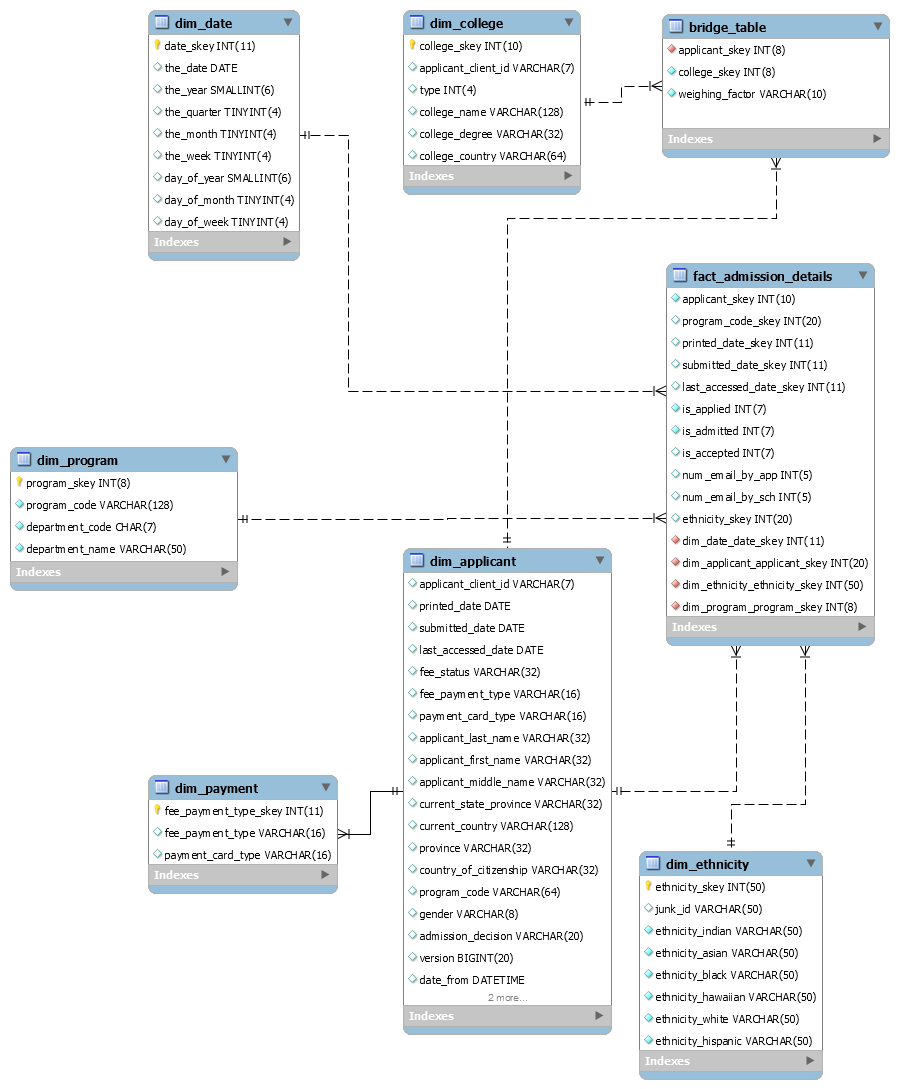 dim_date
date_skey INT(11)
the_date DATE
the_year SMALLINT(6)
the_quarter TINYINT(4)
the_month TINYINT(4)
the_week TINYINT(4)
day_of_year SMALLINT(6)
day_of_month TINYINT(4)
day_of_week TINYINT(4)
Indexes
dim_college
college_skey INT(10)
applicant_client_id VARCHAR(7)
type INT(4)
college_name VARCHAR(128)
college_degree VARCHAR(32)
college_country VARCHAR(64)
Indexes
bridge_table
applicant_skey INT(8)
college_skey INT(8)
weighing_factor VARCHAR(10)
Indexes
fact_admission_details
applicant_skey INT(10)
program_code_skey INT(20)
printed_date_skey INT(11)
submitted_date_skey INT(11)
last_accessed_date_skey INT(11)
is_applied INT(7)
is_admitted INT(7)
is_accepted INT(7)
num_email_by_app INT(5)
num_email_by_sch INT(5)
ethnicity_skey INT(20)
dim_date_date_skey INT(11)
dim_applicant_applicant_skey INT(20)
dim_ethnicity_ethnicity_skey INT(50)
dim_program_program_skey INT(8)
Indexes
dim_program
program_skey INT(8)
program_code VARCHAR(128)
department_code CHAR(7)
department_name VARCHAR(50)
Indexes
dim_applicant
applicant_client_id VARCHAR(7)
printed_date DATE
submitted_date DATE
last_accessed_date DATE
fee_status VARCHAR(32)
fee_payment_type VARCHAR(16)
payment_card_type VARCHAR(16)
applicant_last_name VARCHAR(32)
applicant_first_name VARCHAR(32)
applicant_middle_name VARCHAR(32)
current_state_province VARCHAR(32)
current_country VARCHAR(128)
province VARCHAR(32)
country_of_citizenship VARCHAR(32)
program_code VARCHAR(64)
gender VARCHAR(8)
admission_decision VARCHAR(20)
version BIGINT(20)
date_from DATETIME
2 more...
Indexes
dim_payment
fee_payment_type_skey INT(11)
fee_payment_type VARCHAR(16)
payment_card_type VARCHAR(16)
Indexes
dim_ethnicity
ethnicity_skey INT(50)
junk_id VARCHAR(50)
ethnicity_indian VARCHAR(50)
ethnicity_asian VARCHAR(50)
ethnicity_black VARCHAR(50)
ethnicity_hawaiian VARCHAR(50)
ethnicity_white VARCHAR(50)
ethnicity_hispanic VARCHAR(50)
Indexes